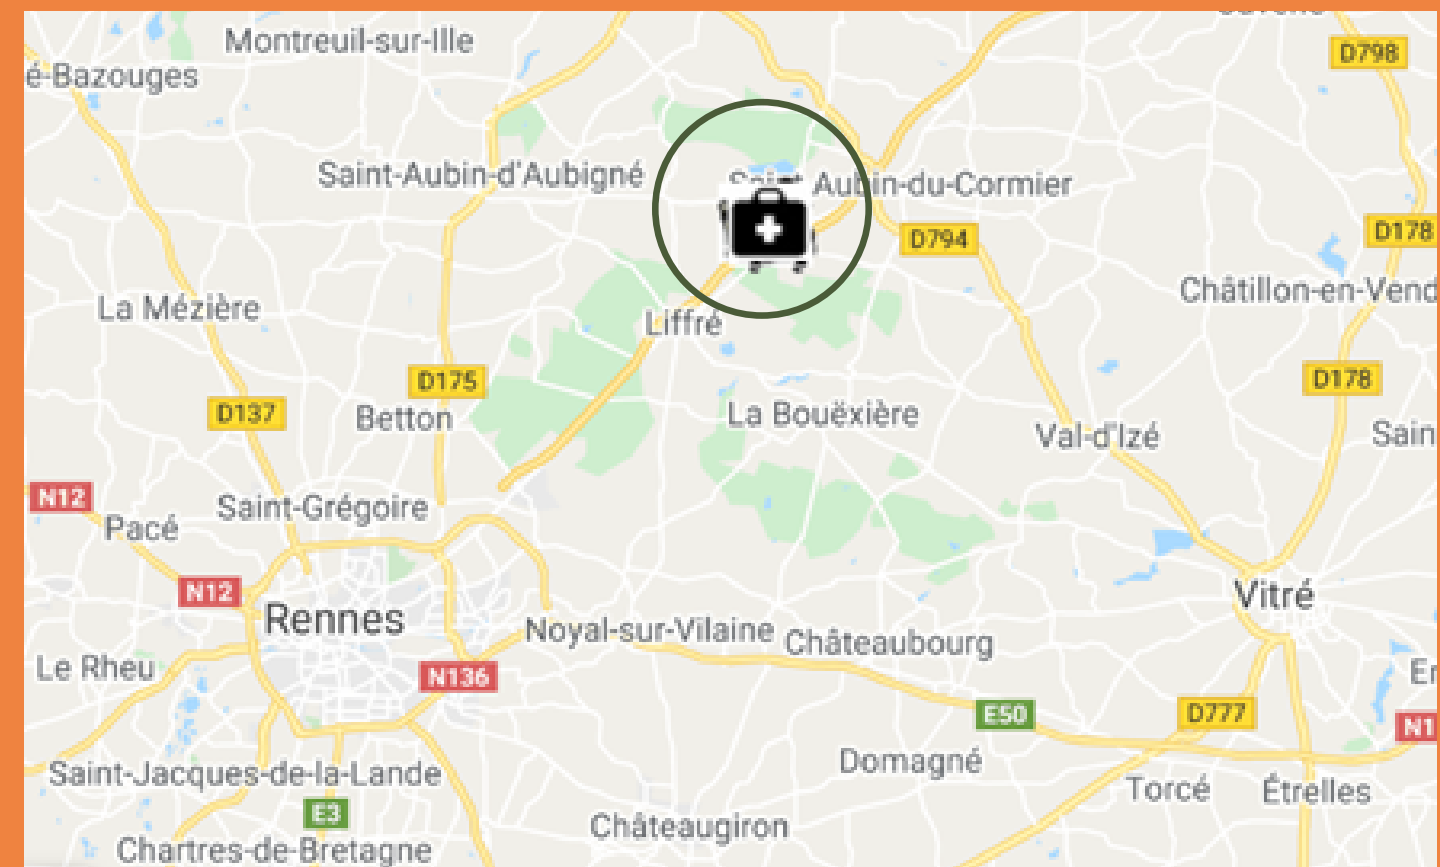 Montreuil-sur-Ille
D798
é-Bazouges
Saint-Aubin-d'Aubigné
Saint-Aubin-du-Cormier
D178
D794
Châtillon-en-Vend
La Mézière
Liffré
D175
D178
D137
Betton
La Bouëxière
Val-d'Izé
Sain
N12
Saint-Grégoire
Pacé
N12
Vitré
Rennes
Noyal-sur-Vilaine
Châteaubourg
Le Rheu
N136
Er
E50
D777
N1
Domagné
Saint-Jacques-de-la-Lande
Torcé
Étrelles
E3
Châteaugiron
Chartres-de-Bretagne